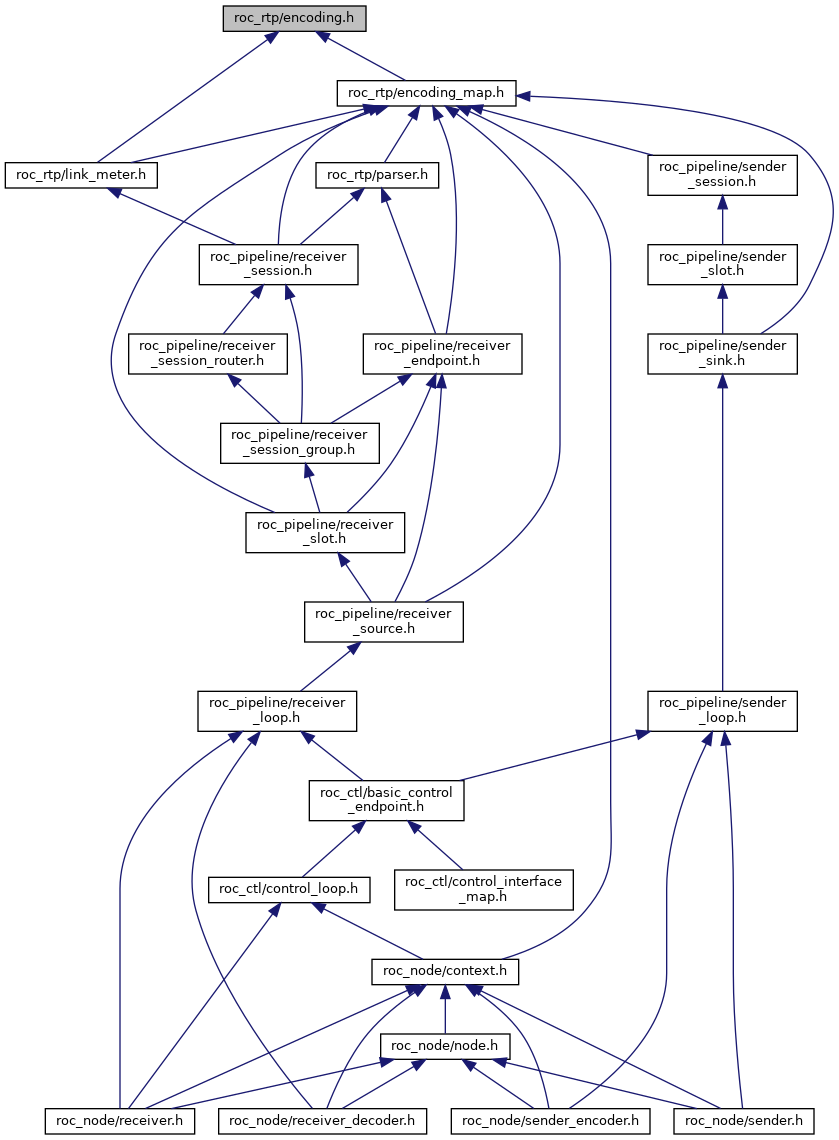 roc_rtp/encoding.h
roc_rtp/encoding_map.h
roc_rtp/link_meter.h
roc_rtp/parser.h
roc_pipeline/sender
_session.h
roc_pipeline/receiver
_session.h
roc_pipeline/sender
_slot.h
roc_pipeline/receiver
_session_router.h
roc_pipeline/receiver
_endpoint.h
roc_pipeline/sender
_sink.h
roc_pipeline/receiver
_session_group.h
roc_pipeline/receiver
_slot.h
roc_pipeline/receiver
_source.h
roc_pipeline/receiver
_loop.h
roc_pipeline/sender
_loop.h
roc_ctl/basic_control
_endpoint.h
roc_ctl/control_loop.h
roc_ctl/control_interface
_map.h
roc_node/context.h
roc_node/node.h
roc_node/receiver.h
roc_node/receiver_decoder.h
roc_node/sender_encoder.h
roc_node/sender.h